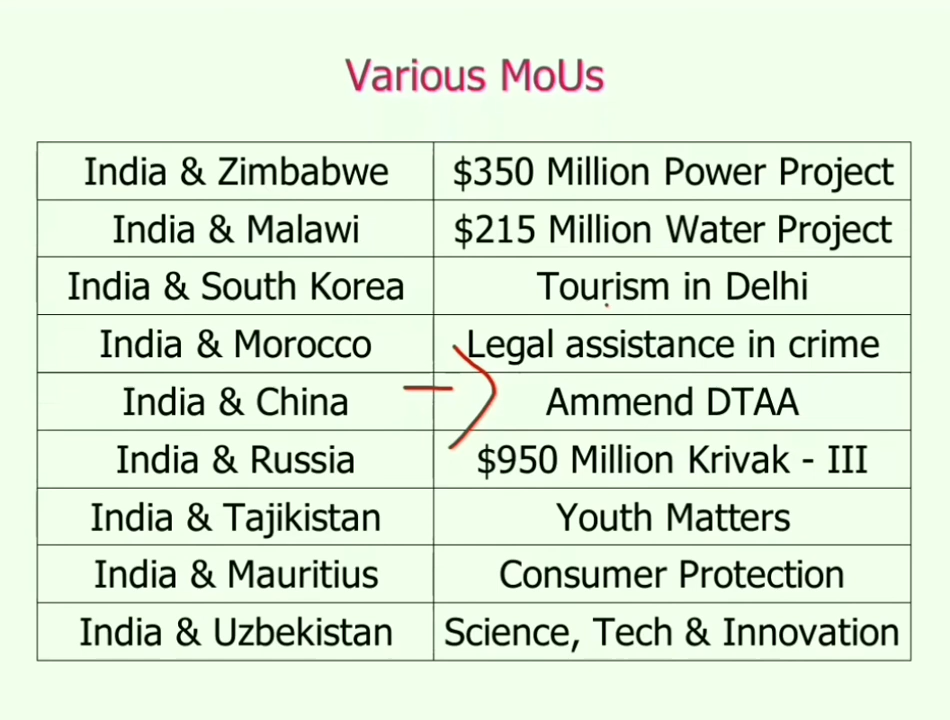 Various MoUs
India & Zimbabwe $350 Million Power Project
India & Malawi $215 Million Water Project
India & South Korea Tourism in Delhi
India & Morocco Legal assistance in crime
India & China Ammend DTAA
India & Russia $950 Million Krivak - III
India & Tajikistan Youth Matters
India & Mauritius Consumer Protection
India & Uzbekistan Science, Tech & Innovation